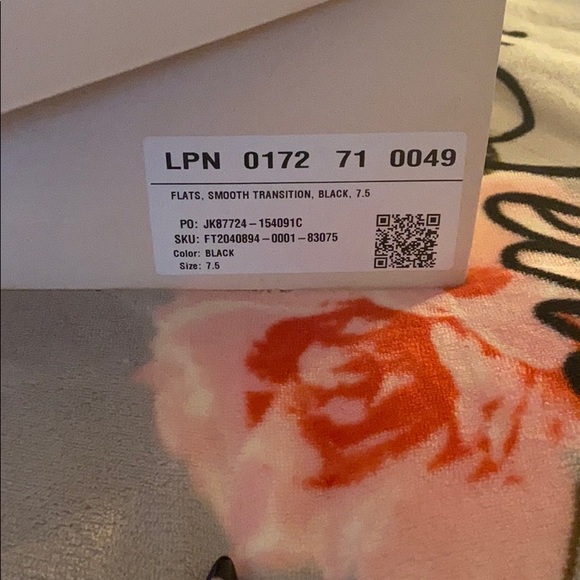 LPN 0172 71 0049
FLATS, SMOOTH TRANSITION, BLACK, 7.5
PO: JK87724-154091C
SKU: FT2040894-0001-83075
Color: BLACK
Size: 7.5